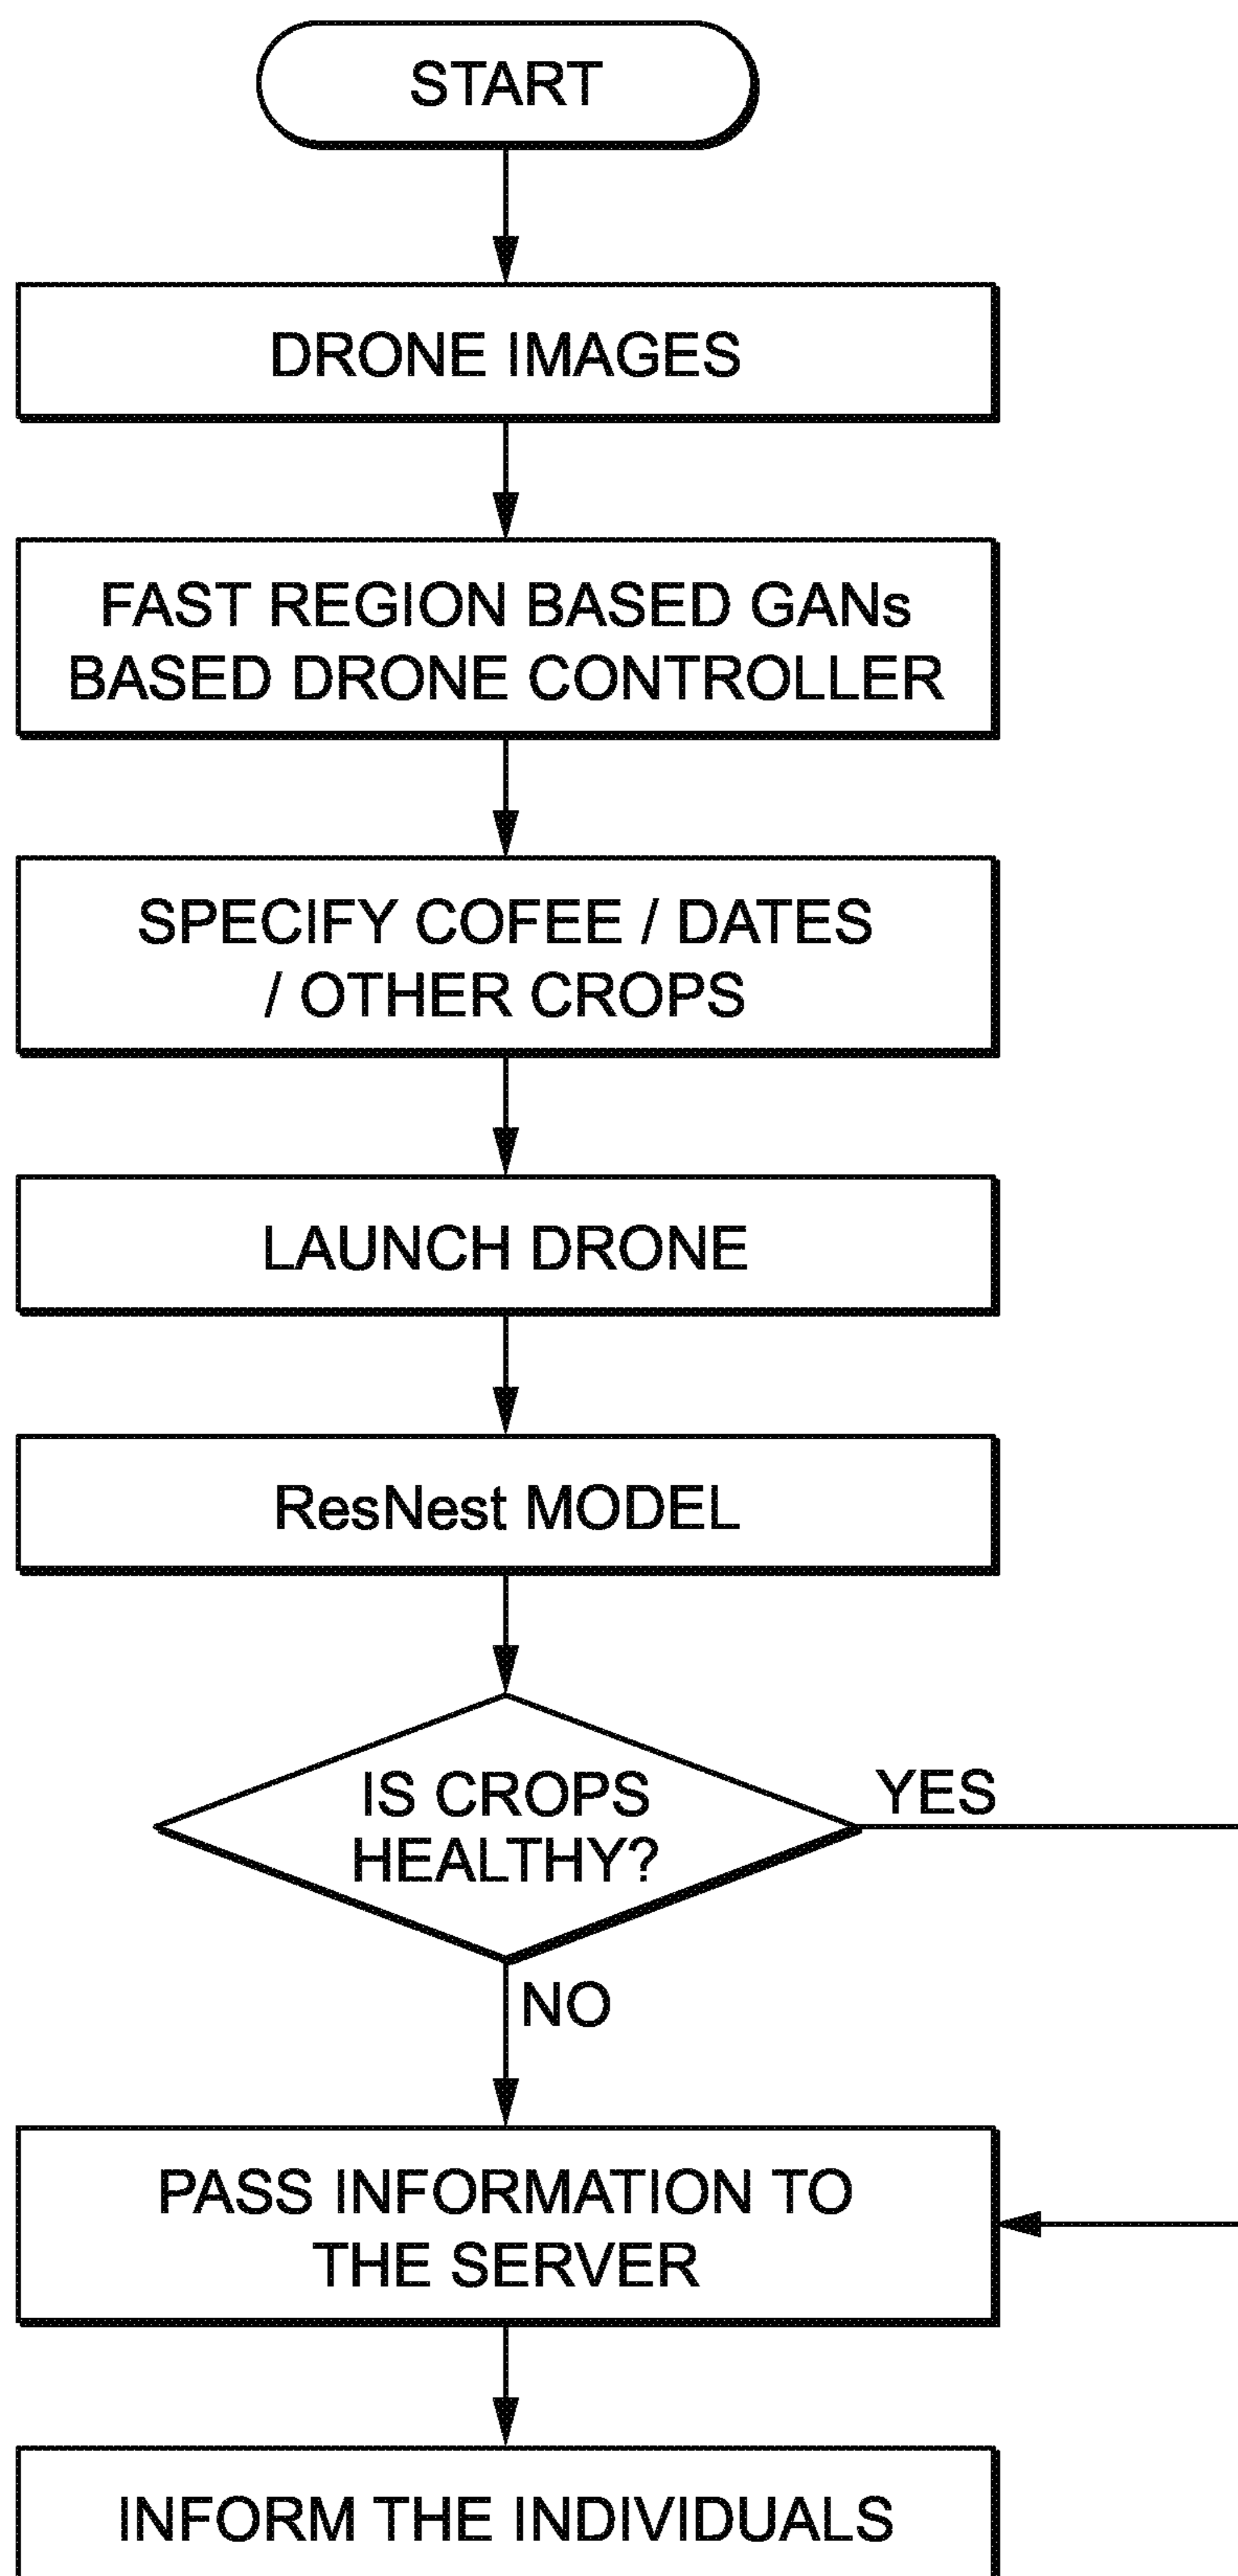 START
DRONE IMAGES
FAST REGION BASED GANs
BASED DRONE CONTROLLER
SPECIFY COFEE / DATES
/ OTHER CROPS
LAUNCH DRONE
ResNest MODEL
IS CROPS
HEALTHY?
YES
NO
PASS INFORMATION TO
THE SERVER
INFORM THE INDIVIDUALS